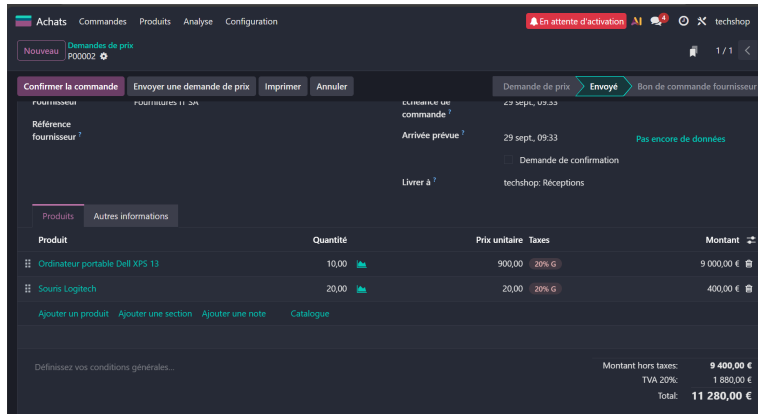 Achats Commandes Produits Analyse Configuration En attente d'activation 4 techshop
Nouveau Demandes de prix
P00002 1/1
Confirmer la commande Envoyer une demande de prix Imprimer Annuler Demande de prix Envoyé Bon de commande fournisseur
Fournisseur Fournitures IT SA Échéance de commande ? 29 sept., 09:33
Référence fournisseur ?
Arrivée prévue ? 29 sept., 09:33 Pas encore de données
Demande de confirmation
Livrer à ? techshop: Réceptions
Produits Autres informations
Produit Quantité Prix unitaire Taxes Montant
Ordinateur portable Dell XPS 13 10,00 900,00 20% G 9 000,00 €
Souris Logitech 20,00 20,00 20% G 400,00 €
Ajouter un produit Ajouter une section Ajouter une note Catalogue
Définissez vos conditions générales... Montant hors taxes: 9 400,00 €
TVA 20%: 1 880,00 €
Total: 11 280,00 €